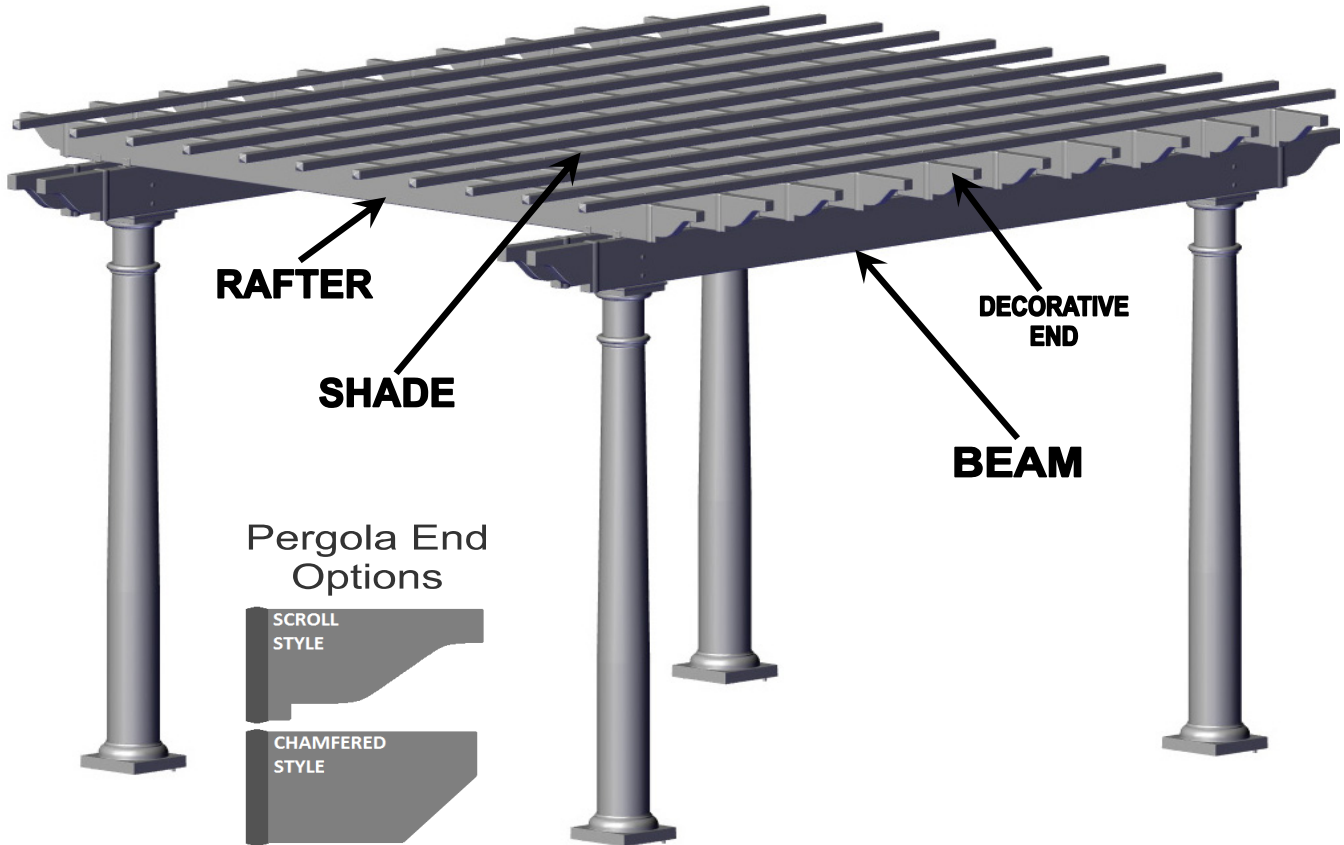 RAFTER
SHADE
DECORATIVE
END
BEAM
Pergola End
Options
SCROLL
STYLE
CHAMFERED
STYLE